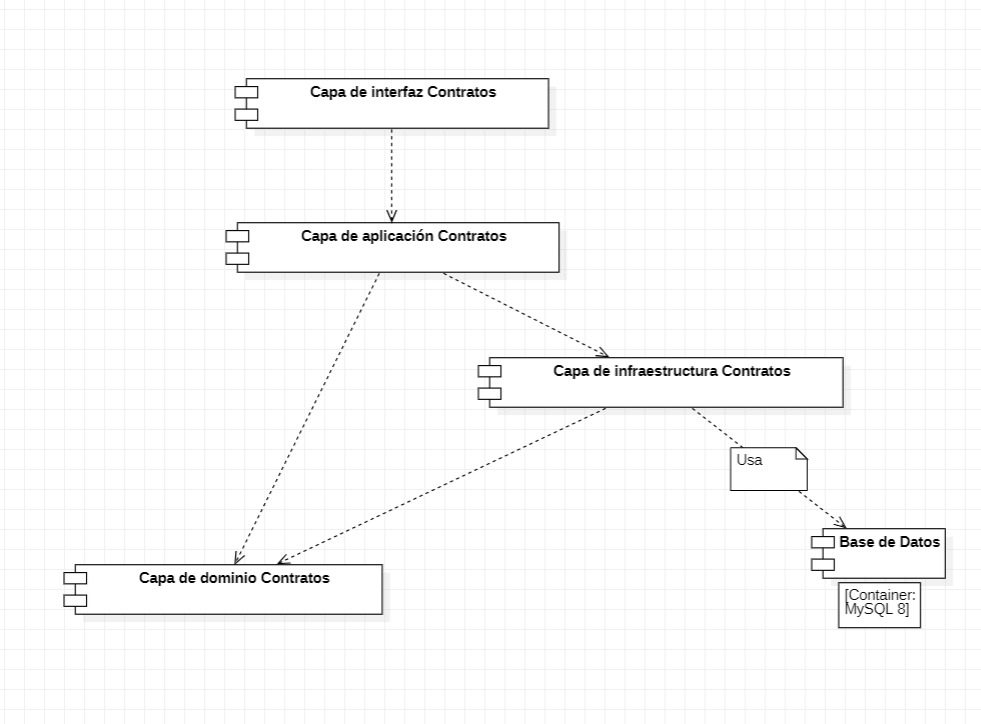 Capa de interfaz Contratos
Capa de aplicación Contratos
Capa de infraestructura Contratos
Usa
Base de Datos
Capa de dominio Contratos
[Container:
MySQL 8]